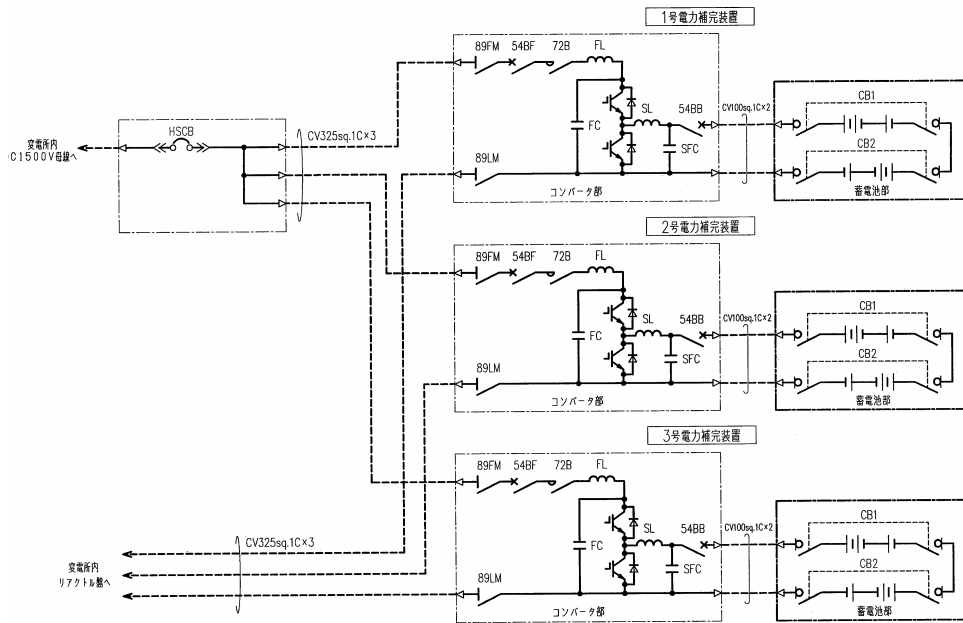 1号電力補完装置
89FM 54BF 72B FL
SL 54BB
FC
SFC
89LM
コンバータ部
CV100sq.1C×2
CB1
CB2
蓄電池部
HSCB
変電所内
C1500V母線へ
CV325sq.1C×3
2号電力補完装置
89FM 54BF 72B FL
SL 54BB
FC
SFC
89LM
コンバータ部
CV100sq.1C×2
CB1
CB2
蓄電池部
3号電力補完装置
89FM 54BF 72B FL
SL 54BB
FC
SFC
89LM
コンバータ部
CV100sq.1C×2
CB1
CB2
蓄電池部
CV325sq.1C×3
変電所内
リアクトル盤へ